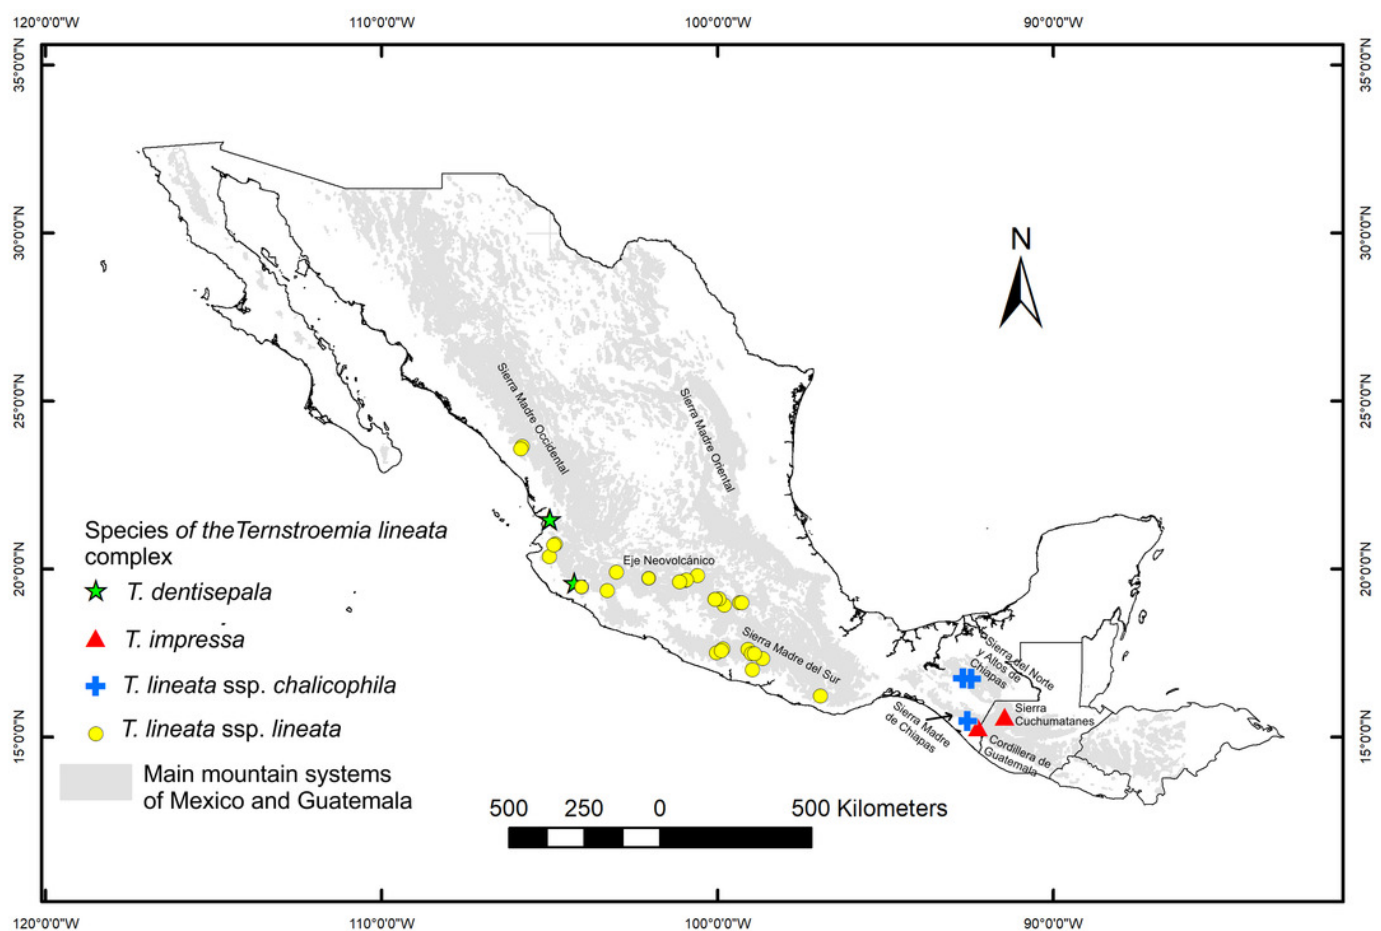 120°0'0"W 110°0'0"W 100°0'0"W 90°0'0"W
35°0'0"N 35°0'0"N
30°0'0"N 30°0'0"N
25°0'0"N 25°0'0"N
20°0'0"N 20°0'0"N
15°0'0"N 15°0'0"N
N
Sierra Madre Occidental
Sierra Madre Oriental
Eje Neovolcánico
Sierra Madre del Sur
Sierra del Norte
y Altos de
Chiapas
Sierra Madre
de Chiapas
Sierra
Cuchumatanes
Cordillera de
Guatemala
Species of theTernstroemia lineata
complex
T. dentisepala
T. impressa
T. lineata ssp. chalicophila
T. lineata ssp. lineata
Main mountain systems
of Mexico and Guatemala
500 250 0 500 Kilometers
120°0'0"W 110°0'0"W 100°0'0"W 90°0'0"W